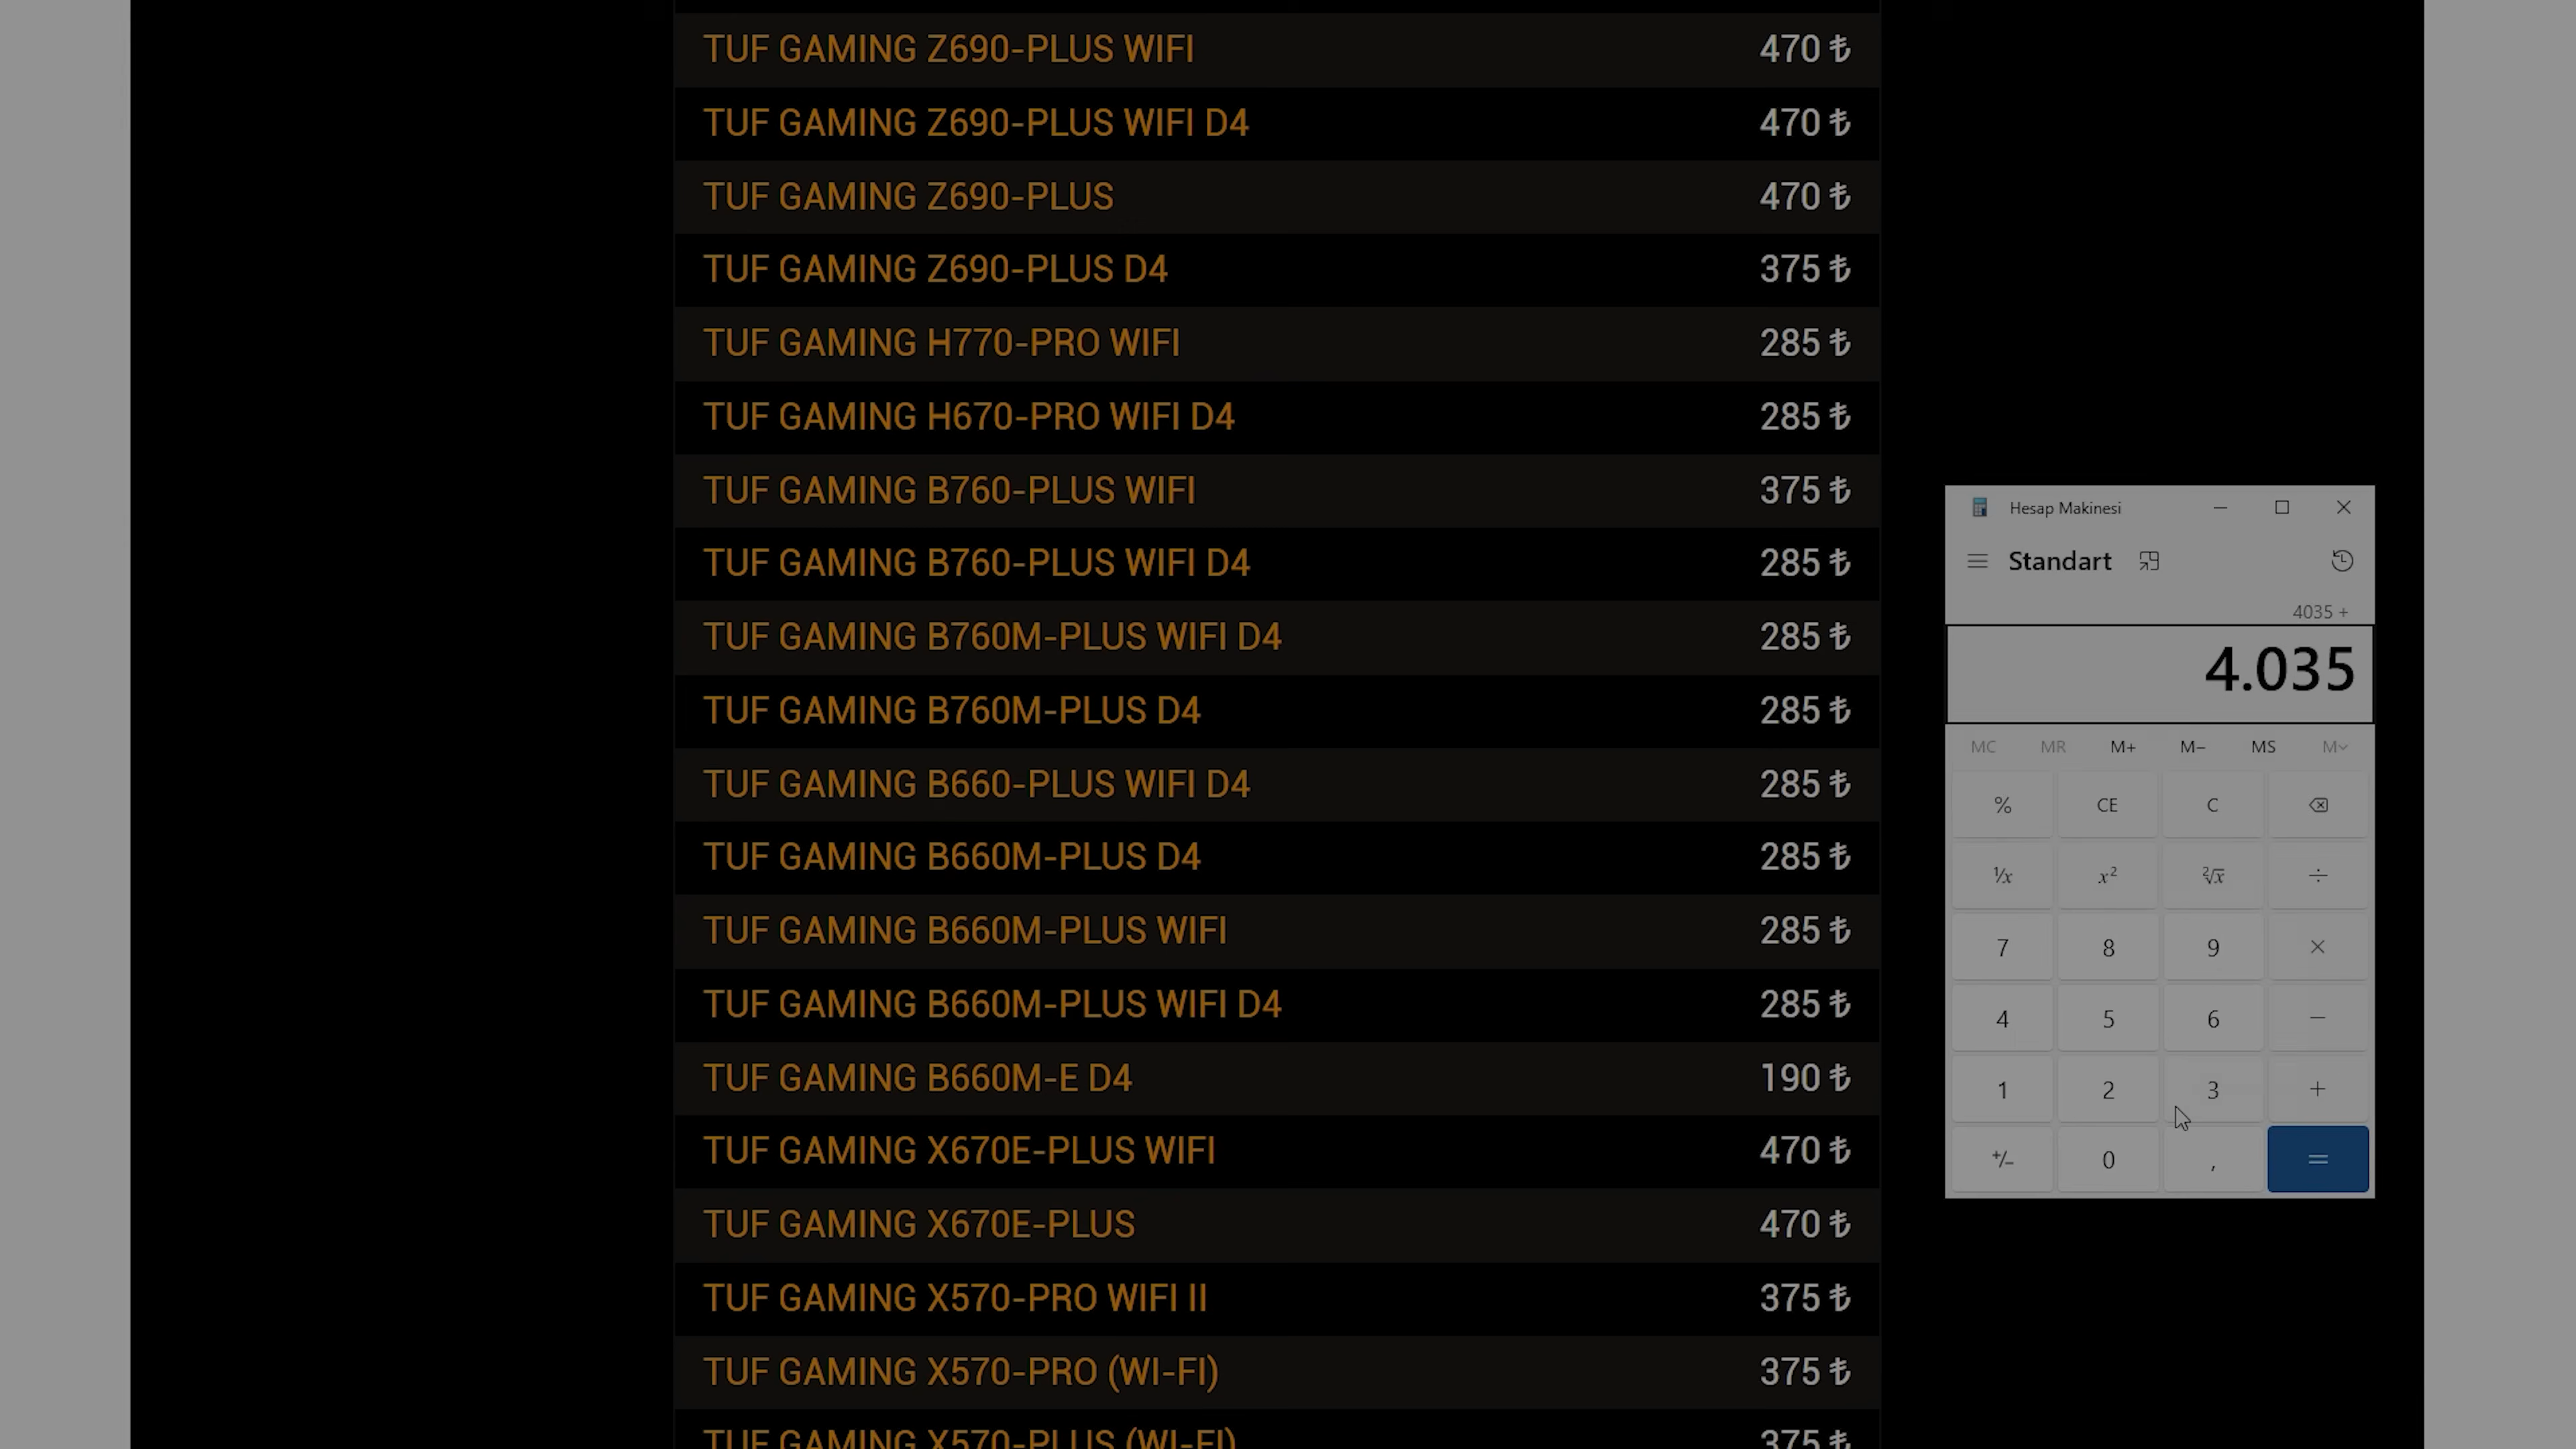 TUF GAMING Z690-PLUS WIFI 470 ₺
TUF GAMING Z690-PLUS WIFI D4 470 ₺
TUF GAMING Z690-PLUS 470 ₺
TUF GAMING Z690-PLUS D4 375 ₺
TUF GAMING H770-PRO WIFI 285 ₺
TUF GAMING H670-PRO WIFI D4 285 ₺
TUF GAMING B760-PLUS WIFI 375 ₺
TUF GAMING B760-PLUS WIFI D4 285 ₺
TUF GAMING B760M-PLUS WIFI D4 285 ₺
TUF GAMING B760M-PLUS D4 285 ₺
TUF GAMING B660-PLUS WIFI D4 285 ₺
TUF GAMING B660M-PLUS D4 285 ₺
TUF GAMING B660M-PLUS WIFI 285 ₺
TUF GAMING B660M-PLUS WIFI D4 285 ₺
TUF GAMING B660M-E D4 190 ₺
TUF GAMING X670E-PLUS WIFI 470 ₺
TUF GAMING X670E-PLUS 470 ₺
TUF GAMING X570-PRO WIFI II 375 ₺
TUF GAMING X570-PRO (WI-FI) 375 ₺
TUF GAMING X570-PLUS (WI-FI) 375 ₺
Hesap Makinesi
Standart
4035 +
4.035
MC MR M+ M− MS M
% CE C
¹/x x² ²√x ÷
7 8 9 ×
4 5 6 −
1 2 3 +
+/− 0 , =